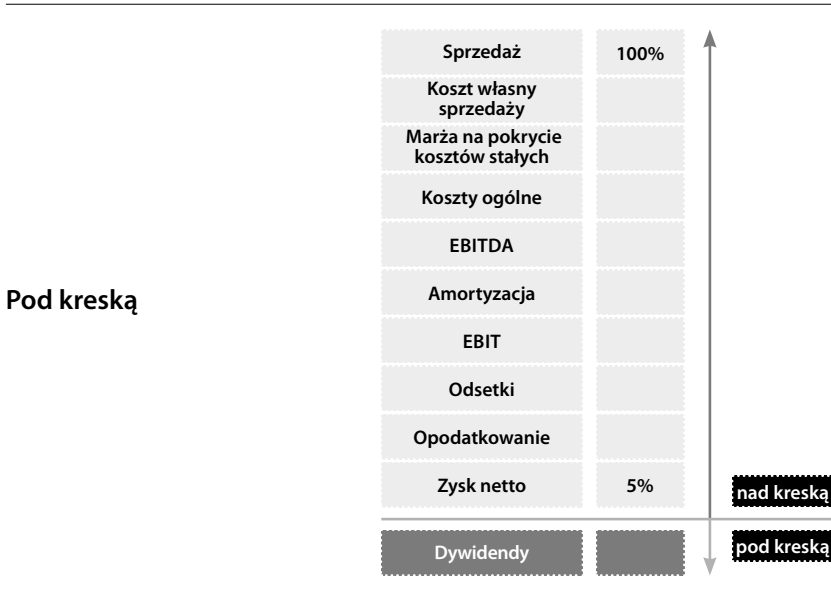 Sprzedaż 100%
Koszt własny
sprzedaży
Marża na pokrycie
kosztów stałych
Koszty ogólne
EBITDA
Pod kreską
Amortyzacja
EBIT
Odsetki
Opodatkowanie
Zysk netto 5%
nad kreską
Dywidendy
pod kreską